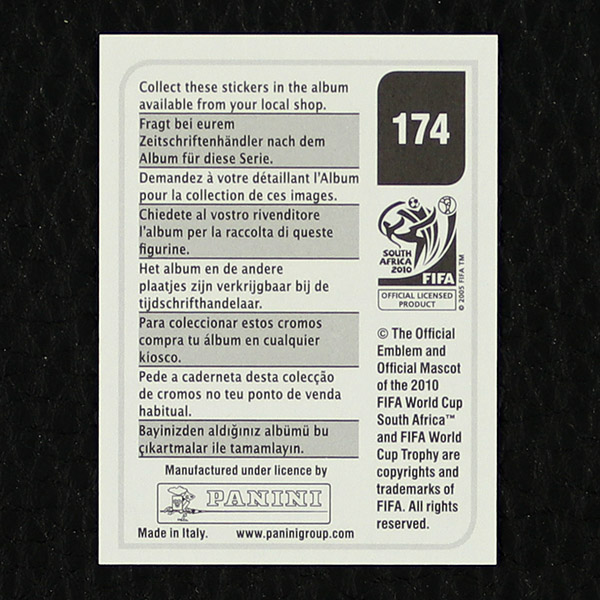 Collect these stickers in the album
available from your local shop.
Fragt bei eurem
Zeitschriftenhändler nach dem
Album für diese Serie.
Demandez à votre détaillant l'Album
pour la collection de ces images.
Chiedete al vostro rivenditore
l'album per la raccolta di queste
figurine.
Het album en de andere
plaatjes zijn verkrijgbaar bij de
tijdschrifthandelaar.
Para coleccionar estos cromos
compra tu álbum en cualquier
kiosco.
Pede a caderneta desta colecção
de cromos no teu ponto de venda
habitual.
Bayinizden aldığınız albümü bu
çıkartmalar ile tamamlayın.
Manufactured under licence by
PANINI
Made in Italy. www.paninigroup.com
174
SOUTH
AFRICA
2010
FIFA
OFFICIAL LICENSED
PRODUCT
© 2005 FIFA TM
© The Official
Emblem and
Official Mascot
of the 2010
FIFA World Cup
South Africa™
and FIFA World
Cup Trophy are
copyrights and
trademarks of
FIFA. All rights
reserved.